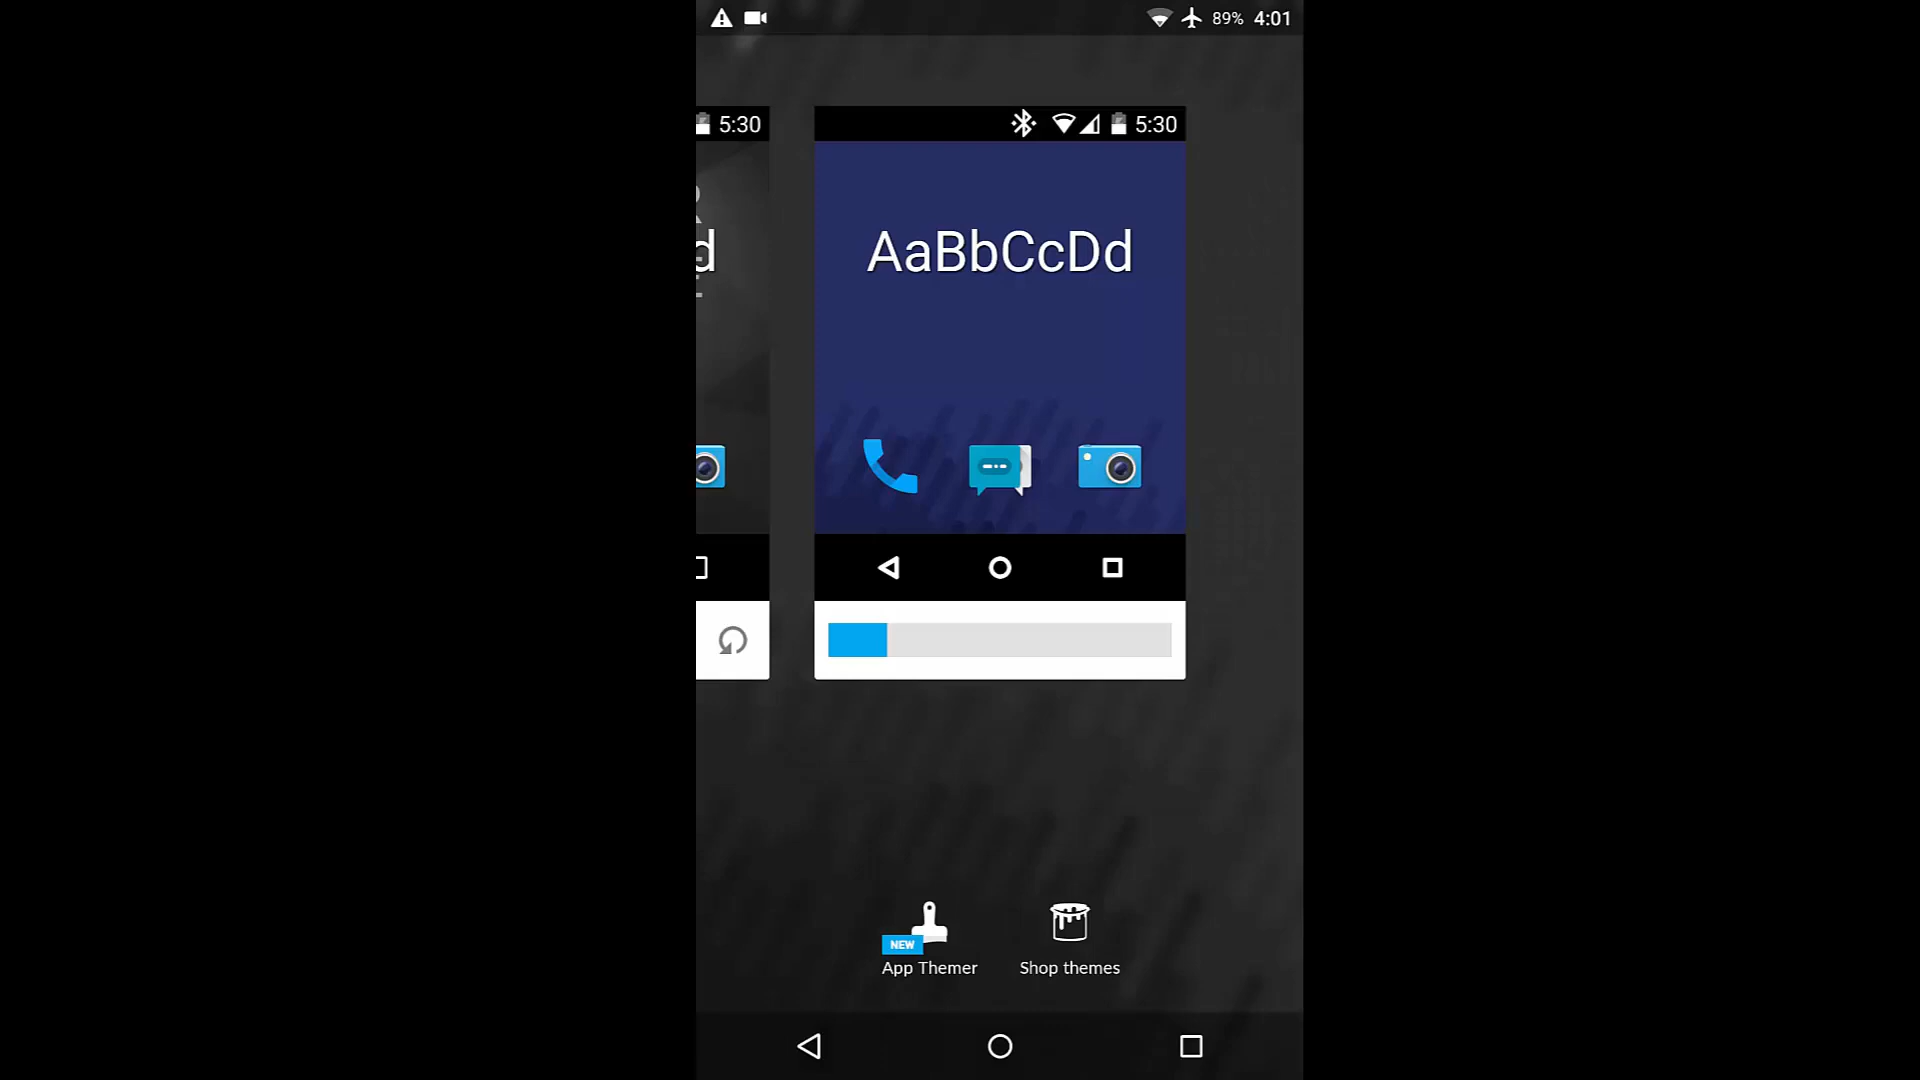 89% 4:01
5:30
5:30
d
AaBbCcDd
NEW
App Themer
Shop themes